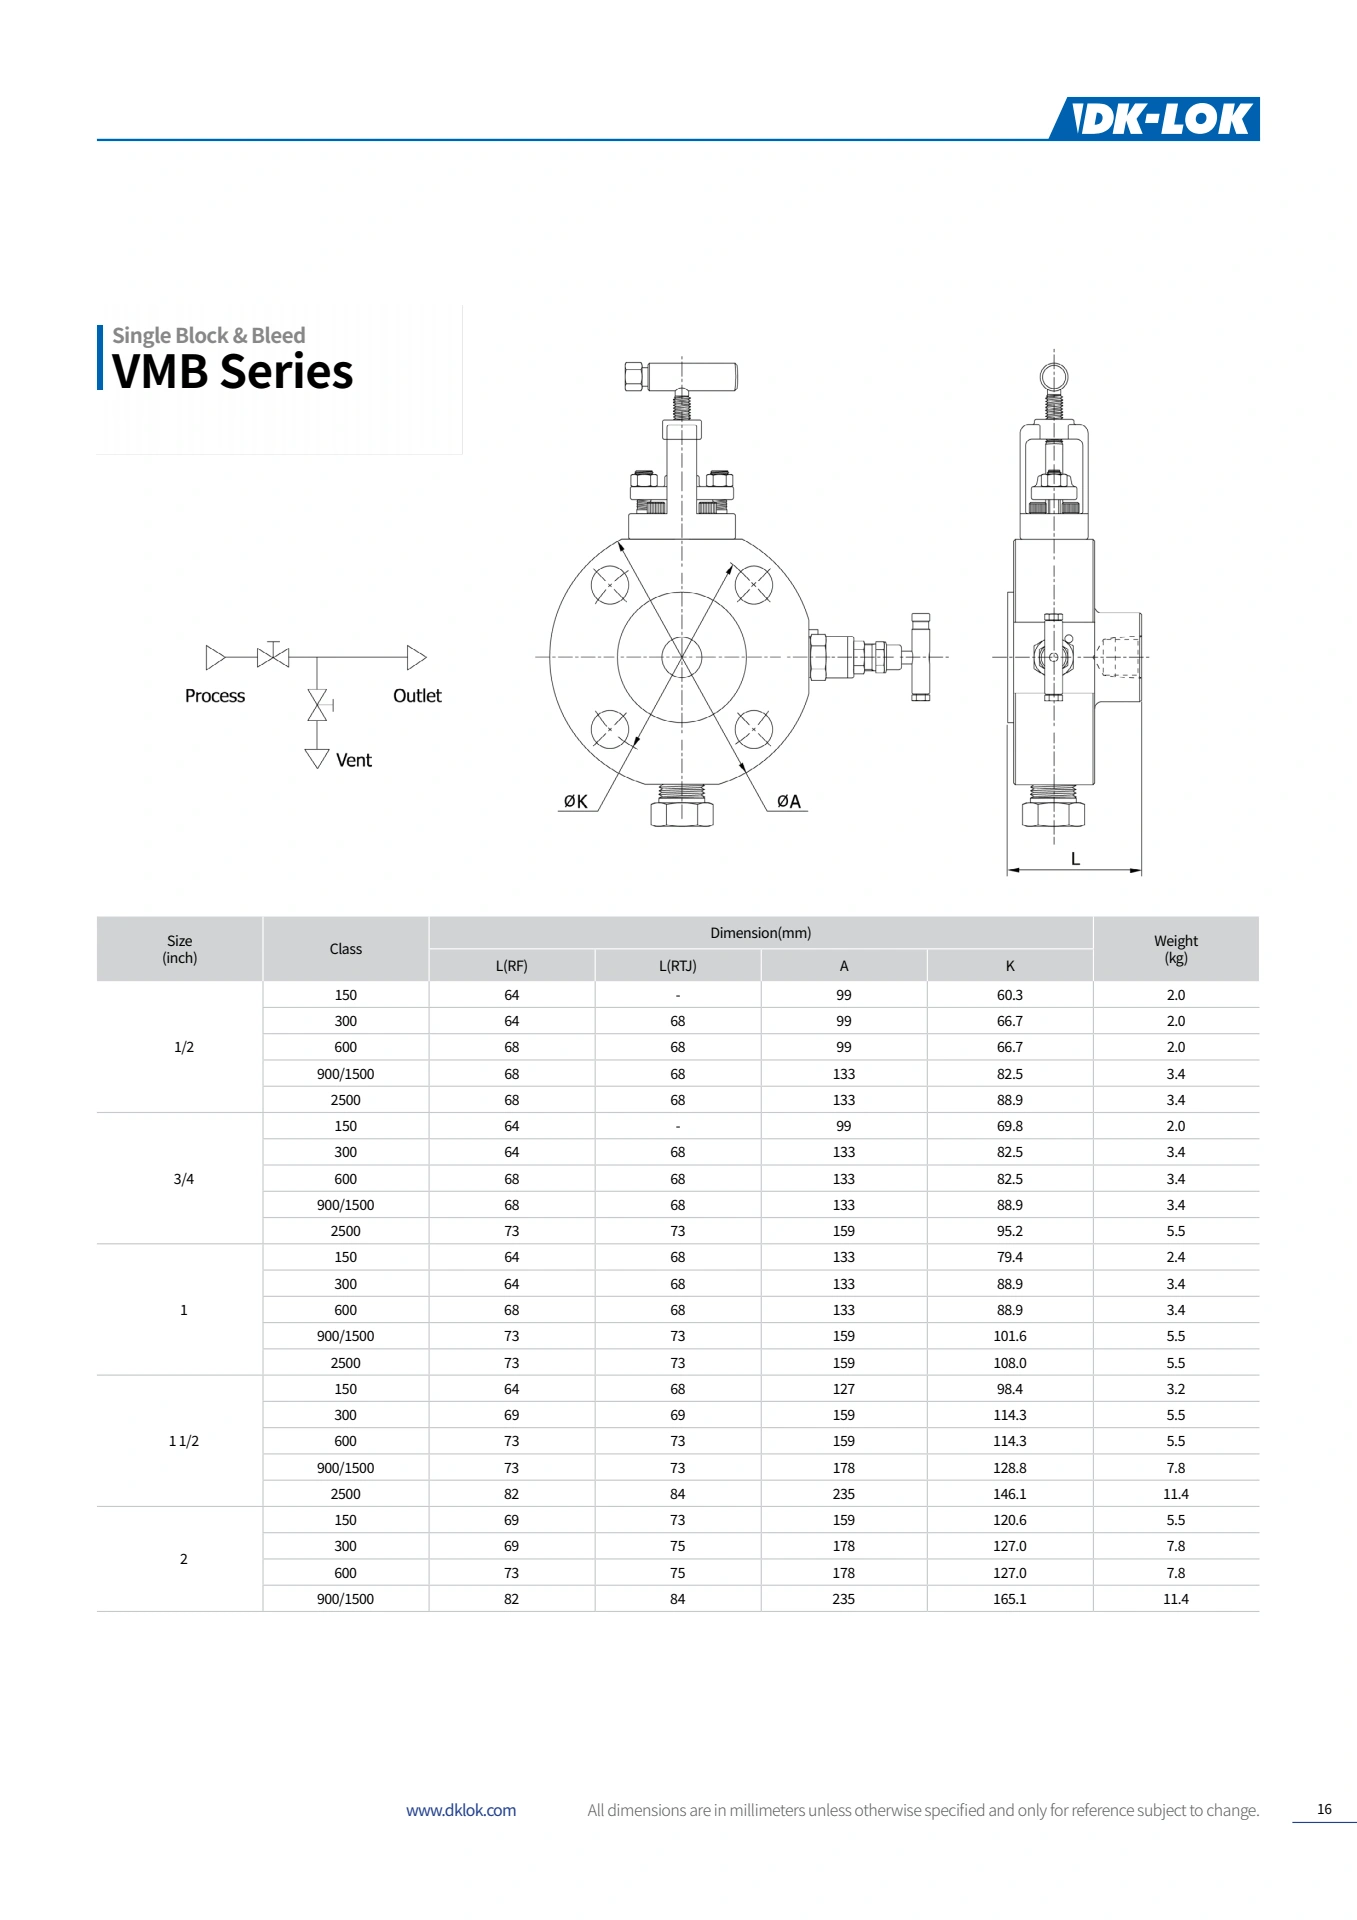 DK-LOK
Single Block & Bleed
VMB Series
Process
Outlet
Vent
ØK
ØA
L
Size (inch) Class Dimension(mm) Weight (kg)
L(RF) L(RTJ) A K
1/2
150 64 - 99 60.3 2.0
300 64 68 99 66.7 2.0
600 68 68 99 66.7 2.0
900/1500 68 68 133 82.5 3.4
2500 68 68 133 88.9 3.4
3/4
150 64 - 99 69.8 2.0
300 64 68 133 82.5 3.4
600 68 68 133 82.5 3.4
900/1500 68 68 133 88.9 3.4
2500 73 73 159 95.2 5.5
1
150 64 68 133 79.4 2.4
300 64 68 133 88.9 3.4
600 68 68 133 88.9 3.4
900/1500 73 73 159 101.6 5.5
2500 73 73 159 108.0 5.5
1 1/2
150 64 68 127 98.4 3.2
300 69 69 159 114.3 5.5
600 73 73 159 114.3 5.5
900/1500 73 73 178 128.8 7.8
2500 82 84 235 146.1 11.4
2
150 69 73 159 120.6 5.5
300 69 75 178 127.0 7.8
600 73 75 178 127.0 7.8
900/1500 82 84 235 165.1 11.4
www.dklok.com All dimensions are in millimeters unless otherwise specified and only for reference subject to change. 16